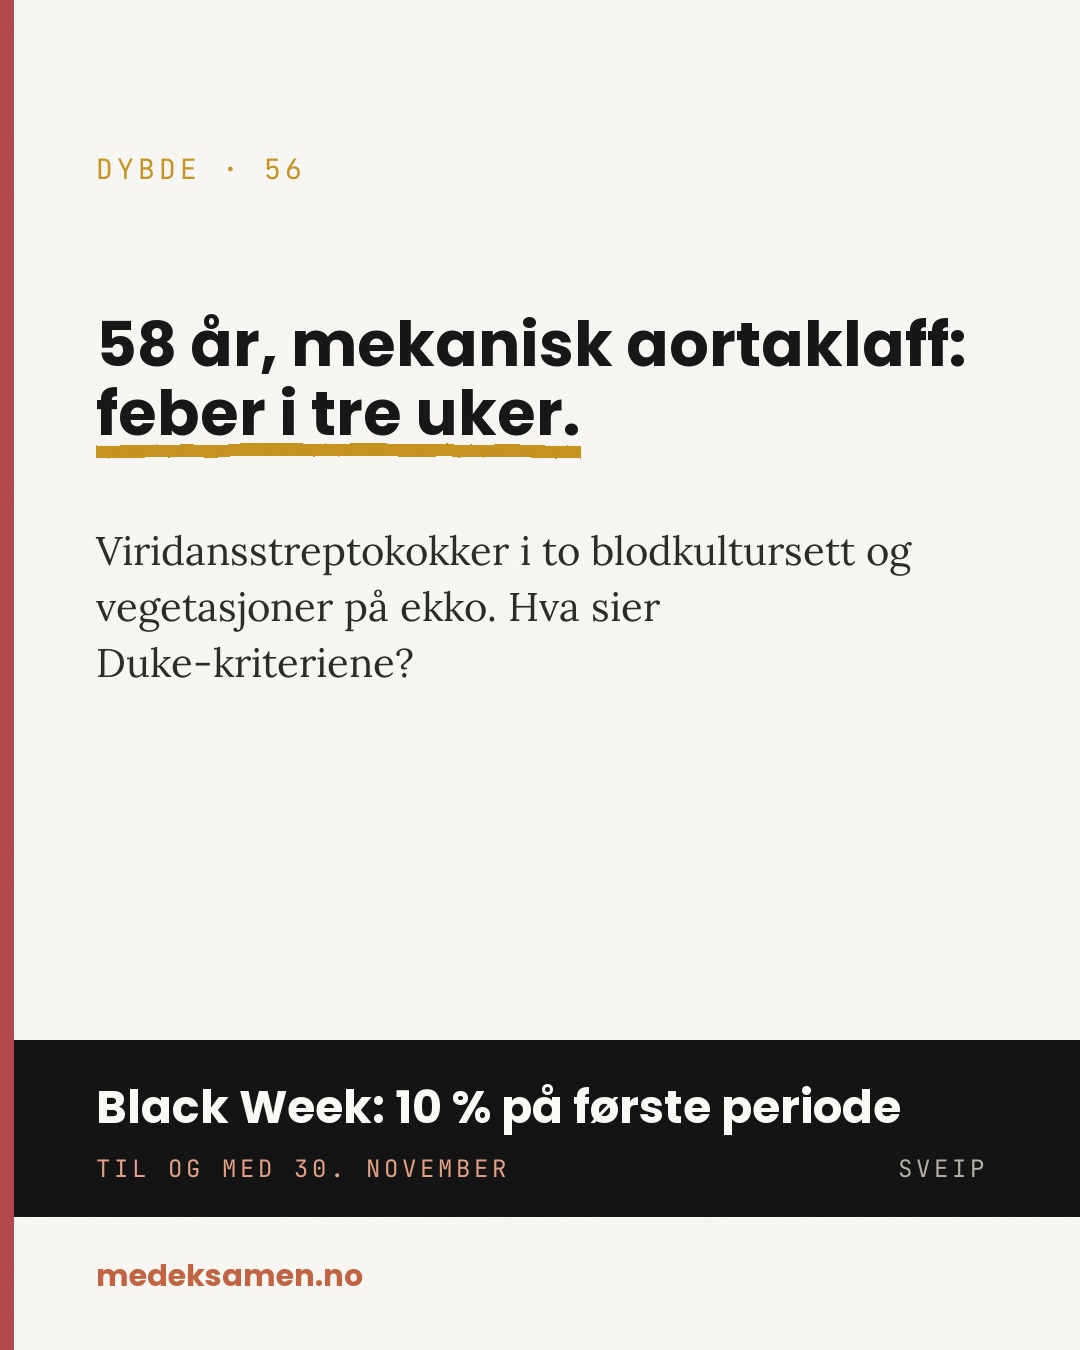 DYBDE · 56
58 år, mekanisk aortaklaff:
feber i tre uker.
Viridansstreptokokker i to blodkultursett og
vegetasjoner på ekko. Hva sier
Duke-kriteriene?
Black Week: 10 % på første periode
TIL OG MED 30. NOVEMBER
SVEIP
medeksamen.no